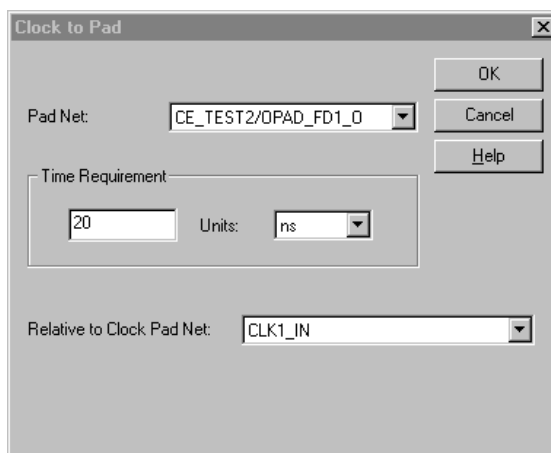 Clock to Pad
OK
Pad Net: CE_TEST2/OPAD_FD1_O
Cancel
Help
Time Requirement
20 Units: ns
Relative to Clock Pad Net: CLK1_IN